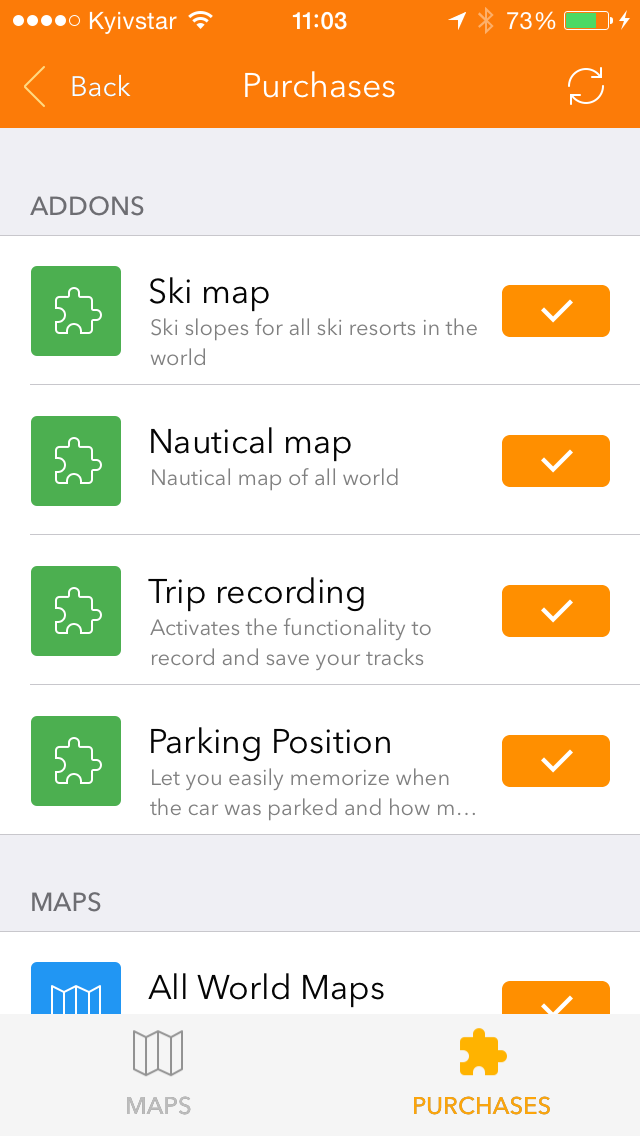 Kyivstar 11:03 73%
Back Purchases
ADDONS
Ski map
Ski slopes for all ski resorts in the
world
Nautical map
Nautical map of all world
Trip recording
Activates the functionality to
record and save your tracks
Parking Position
Let you easily memorize when
the car was parked and how m…
MAPS
All World Maps
MAPS PURCHASES